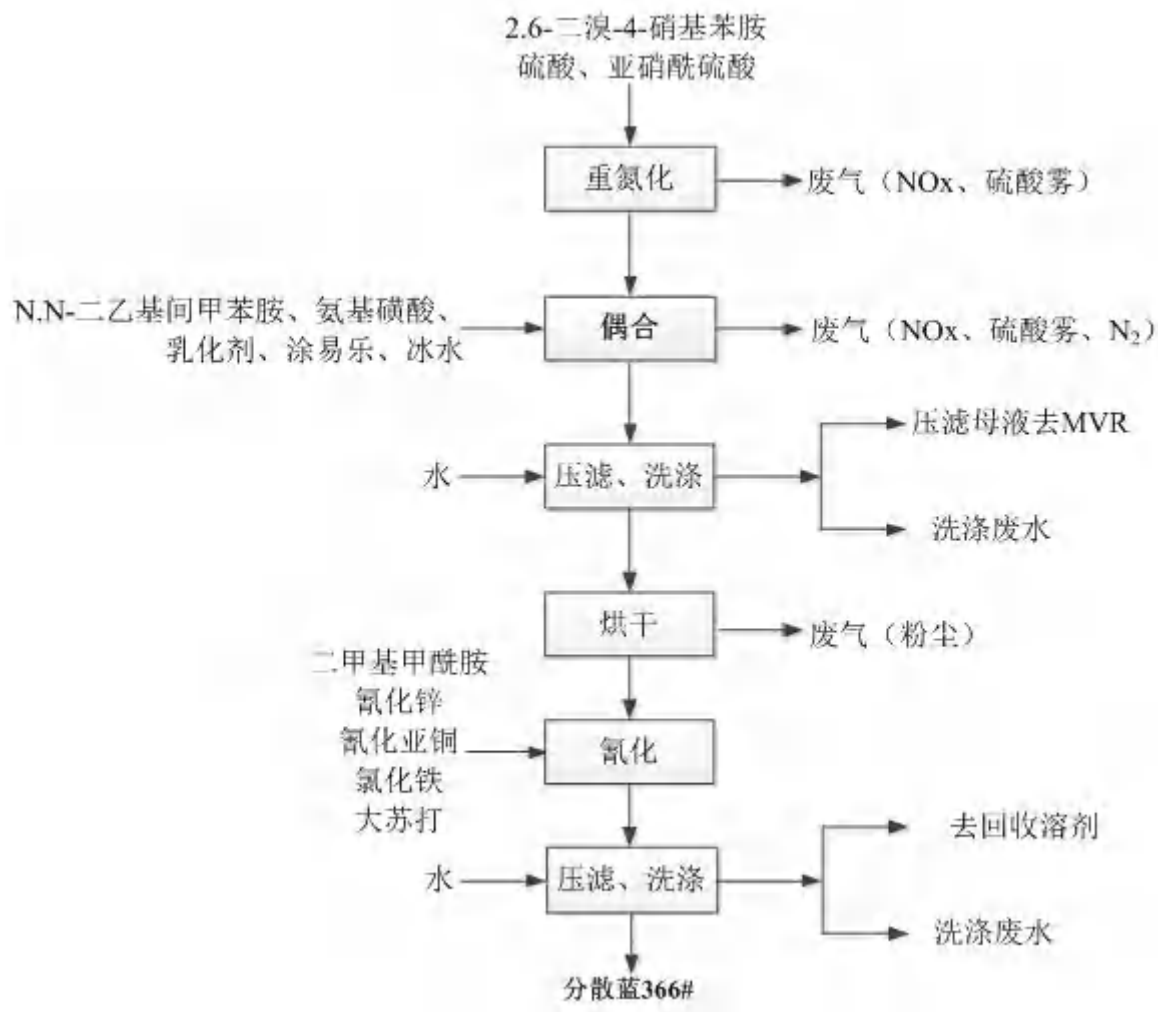 2.6-二溴-4-硝基苯胺
硫酸、亚硝酰硫酸
重氮化
废气（NOx、硫酸雾）
N.N-二乙基间甲苯胺、氨基磺酸、
乳化剂、涂易乐、冰水
偶合
废气（NOx、硫酸雾、N₂）
压滤母液去MVR
水
压滤、洗涤
洗涤废水
烘干
废气（粉尘）
二甲基甲酰胺
氰化锌
氰化亚铜
氯化铁
大苏打
氰化
去回收溶剂
水
压滤、洗涤
洗涤废水
分散蓝366#